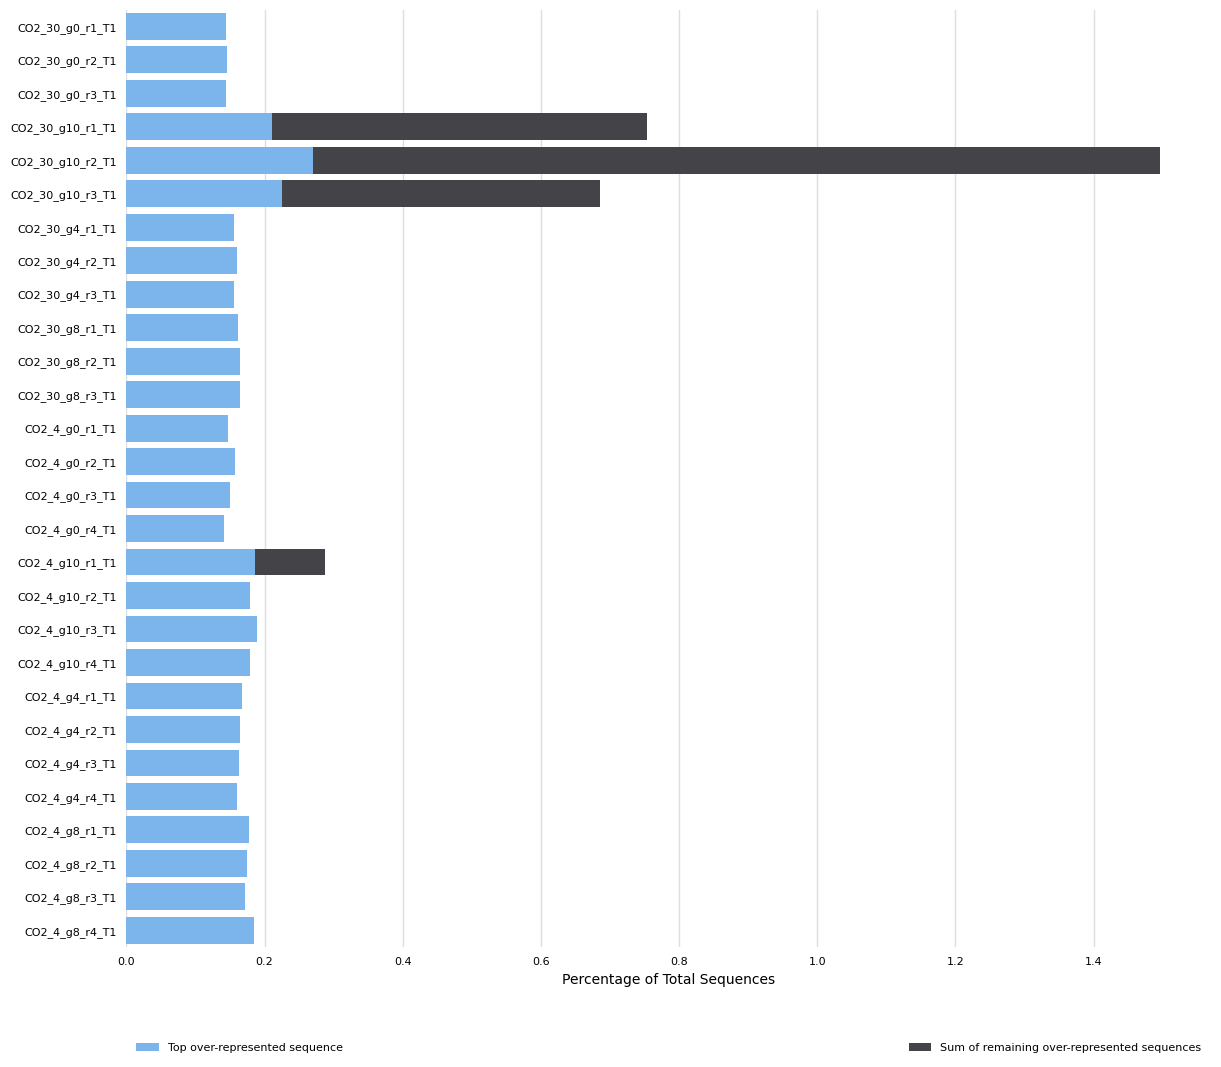 CO2_30_g0_r1_T1
CO2_30_g0_r2_T1
CO2_30_g0_r3_T1
CO2_30_g10_r1_T1
CO2_30_g10_r2_T1
CO2_30_g10_r3_T1
CO2_30_g4_r1_T1
CO2_30_g4_r2_T1
CO2_30_g4_r3_T1
CO2_30_g8_r1_T1
CO2_30_g8_r2_T1
CO2_30_g8_r3_T1
CO2_4_g0_r1_T1
CO2_4_g0_r2_T1
CO2_4_g0_r3_T1
CO2_4_g0_r4_T1
CO2_4_g10_r1_T1
CO2_4_g10_r2_T1
CO2_4_g10_r3_T1
CO2_4_g10_r4_T1
CO2_4_g4_r1_T1
CO2_4_g4_r2_T1
CO2_4_g4_r3_T1
CO2_4_g4_r4_T1
CO2_4_g8_r1_T1
CO2_4_g8_r2_T1
CO2_4_g8_r3_T1
CO2_4_g8_r4_T1
0.0 0.2 0.4 0.6 0.8 1.0 1.2 1.4
Percentage of Total Sequences
Top over-represented sequence Sum of remaining over-represented sequences